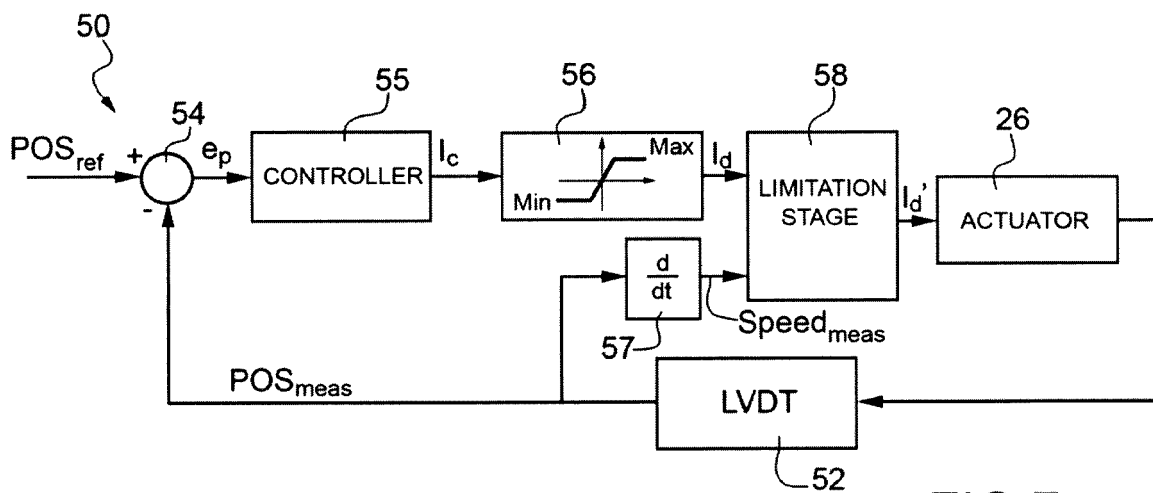 50
54
55
56
58
26
POS_ref
+
-
e_p
CONTROLLER
I_c
Max
Min
I_d
LIMITATION
STAGE
I_d'
ACTUATOR
d
dt
57
Speed_meas
POS_meas
LVDT
52